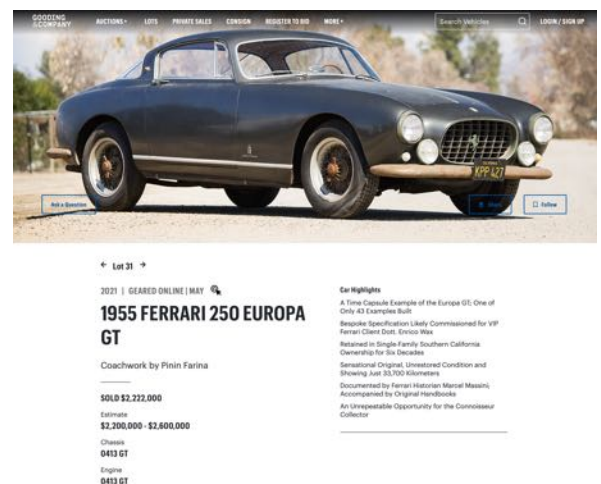 GOODING
&COMPANY
AUCTIONS
LOTS
PRIVATE SALES
CONSIGN
REGISTER TO BID
MORE
Search Vehicles
LOGIN / SIGN UP
KPP 427
Ask a Question
Share
Follow
← Lot 31 →
2021 | GEARED ONLINE | MAY
1955 FERRARI 250 EUROPA
GT
Coachwork by Pinin Farina
SOLD $2,222,000
Estimate
$2,200,000 - $2,600,000
Chassis
0413 GT
Engine
0413 GT
Car Highlights
A Time Capsule Example of the Europa GT; One of
Only 43 Examples Built
Bespoke Specification Likely Commissioned for VIP
Ferrari Client Dott. Enrico Wax
Retained in Single-Family Southern California
Ownership for Six Decades
Sensational Original, Unrestored Condition and
Showing Just 33,700 Kilometers
Documented by Ferrari Historian Marcel Massini;
Accompanied by Original Handbooks
An Unrepeatable Opportunity for the Connoisseur
Collector